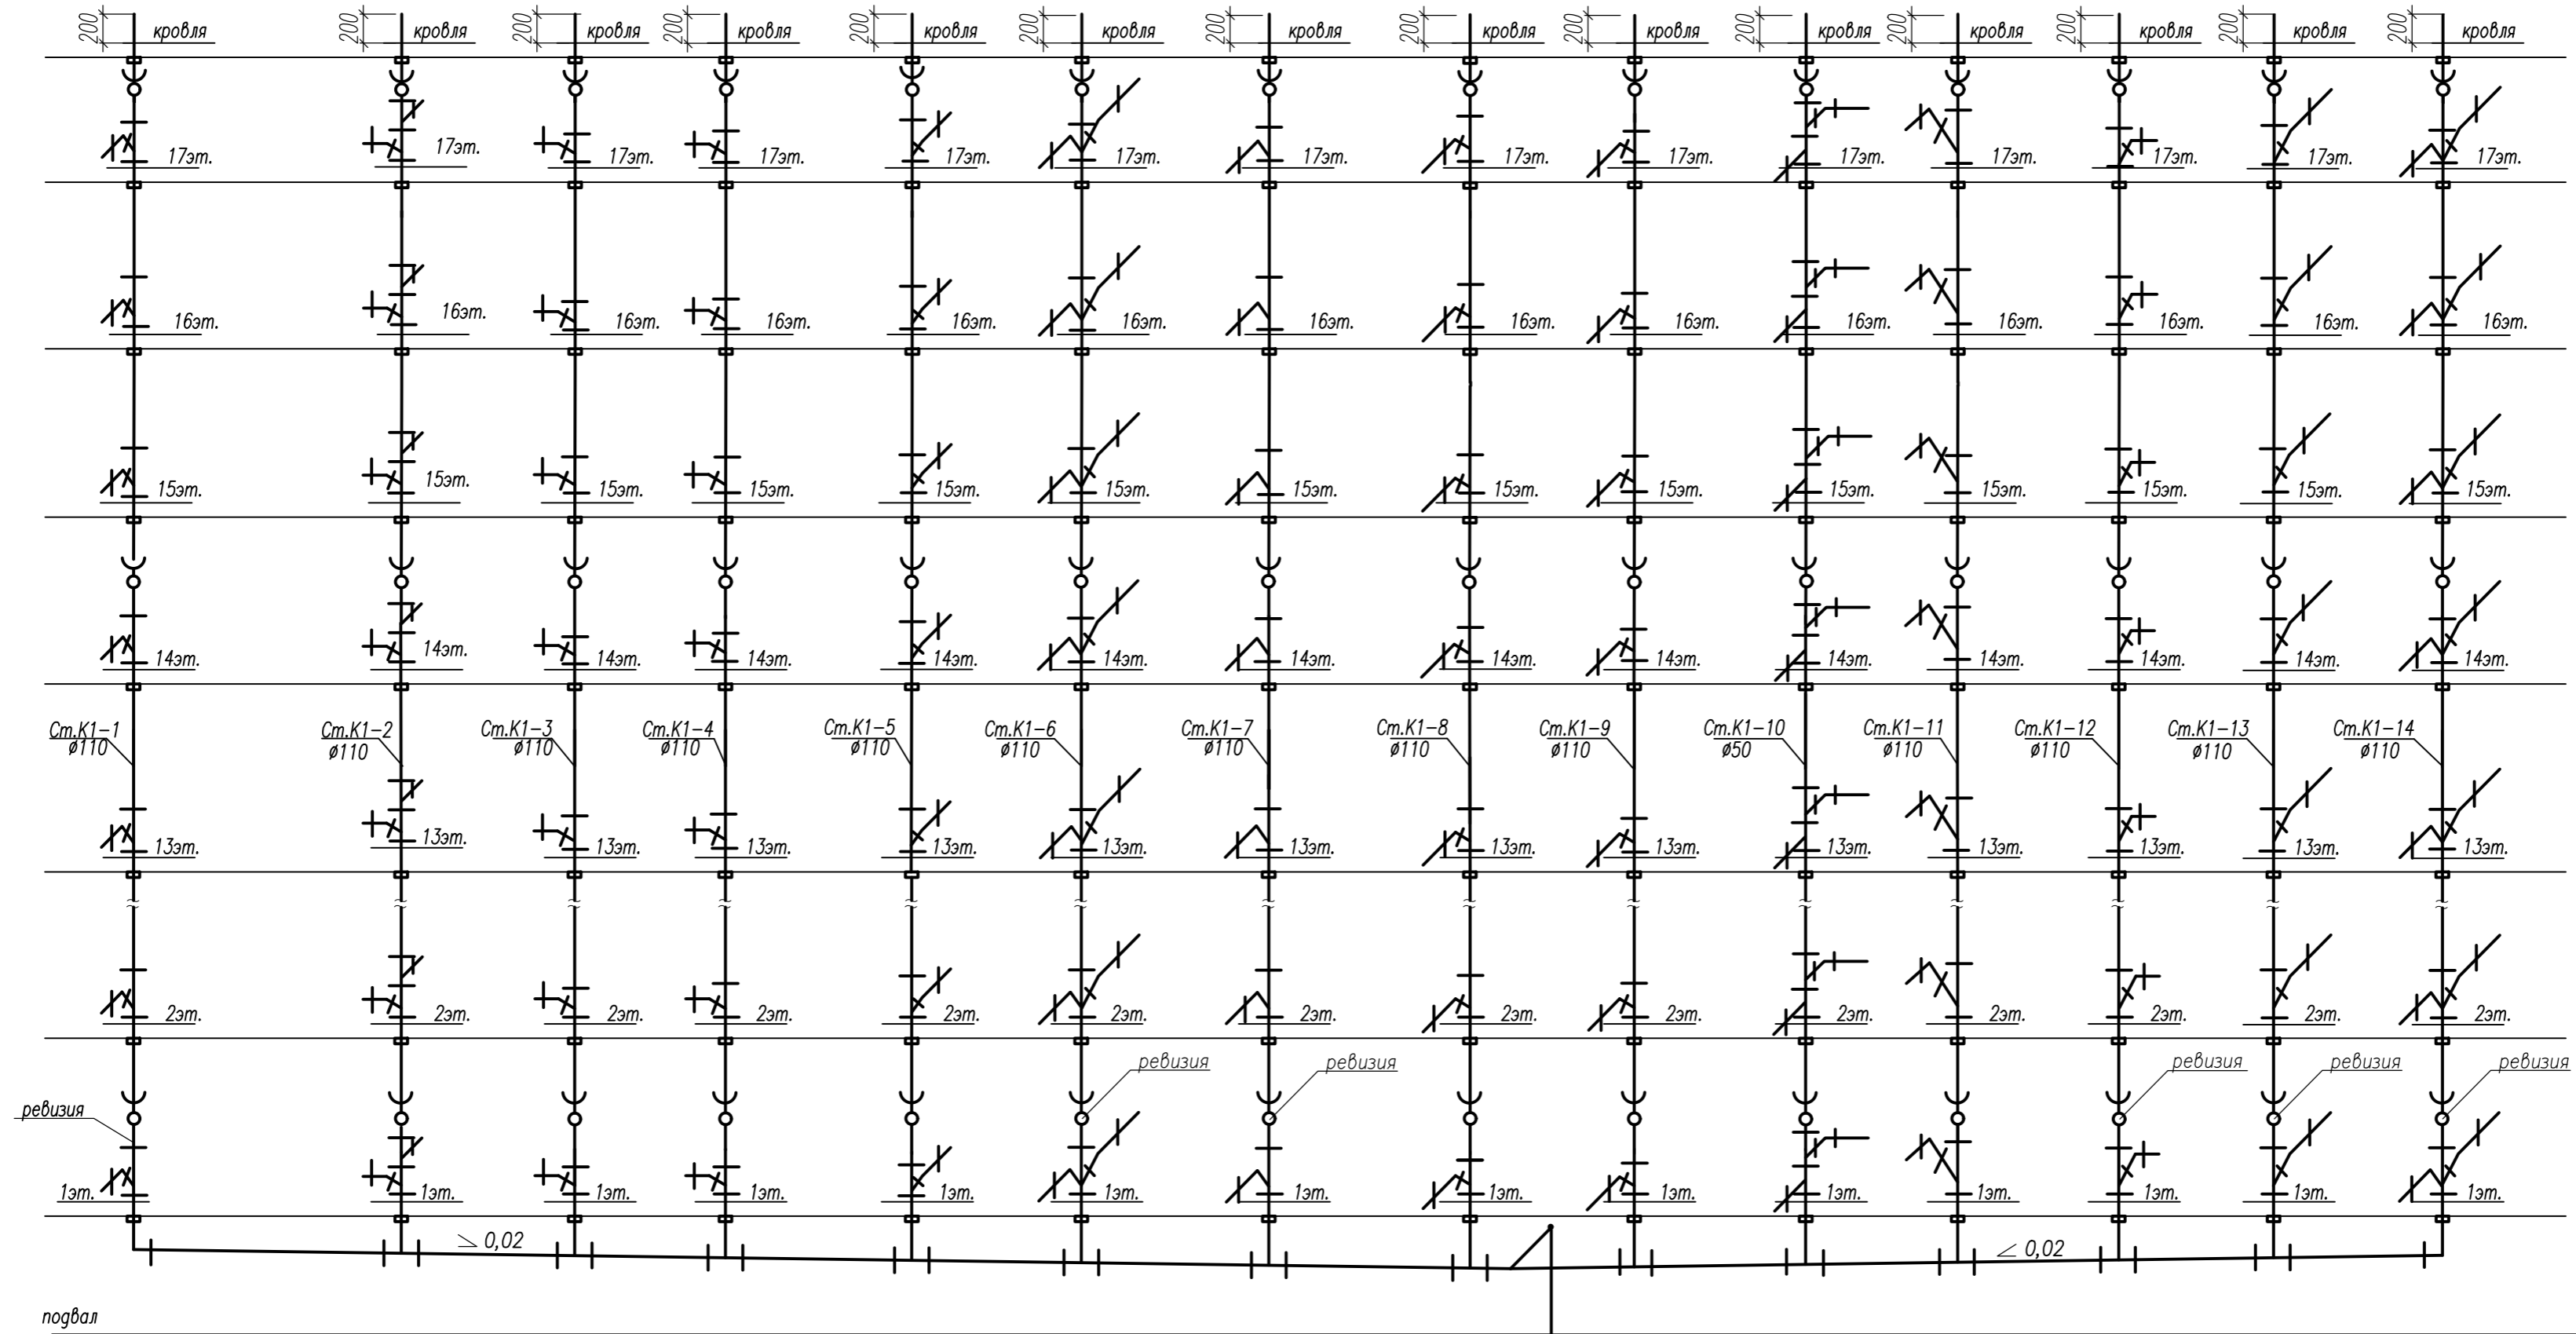 200 кровля 200 кровля 200 кровля 200 кровля 200 кровля 200 кровля 200 кровля 200 кровля 200 кровля 200 кровля 200 кровля 200 кровля 200 кровля 200 кровля
17эт. 17эт. 17эт. 17эт. 17эт. 17эт. 17эт. 17эт. 17эт. 17эт. 17эт. 17эт. 17эт. 17эт.
16эт. 16эт. 16эт. 16эт. 16эт. 16эт. 16эт. 16эт. 16эт. 16эт. 16эт. 16эт. 16эт. 16эт.
15эт. 15эт. 15эт. 15эт. 15эт. 15эт. 15эт. 15эт. 15эт. 15эт. 15эт. 15эт. 15эт. 15эт.
14эт. 14эт. 14эт. 14эт. 14эт. 14эт. 14эт. 14эт. 14эт. 14эт. 14эт. 14эт. 14эт. 14эт.
Ст.К1-1 Ст.К1-2 Ст.К1-3 Ст.К1-4 Ст.К1-5 Ст.К1-6 Ст.К1-7 Ст.К1-8 Ст.К1-9 Ст.К1-10 Ст.К1-11 Ст.К1-12 Ст.К1-13 Ст.К1-14
ø110 ø110 ø110 ø110 ø110 ø110 ø110 ø110 ø110 ø50 ø110 ø110 ø110 ø110
13эт. 13эт. 13эт. 13эт. 13эт. 13эт. 13эт. 13эт. 13эт. 13эт. 13эт. 13эт. 13эт. 13эт.
2эт. 2эт. 2эт. 2эт. 2эт. 2эт. 2эт. 2эт. 2эт. 2эт. 2эт. 2эт. 2эт. 2эт.
ревизия ревизия ревизия ревизия ревизия
ревизия
1эт. 1эт. 1эт. 1эт. 1эт. 1эт. 1эт. 1эт. 1эт. 1эт. 1эт. 1эт. 1эт. 1эт.
0,02 0,02
подвал